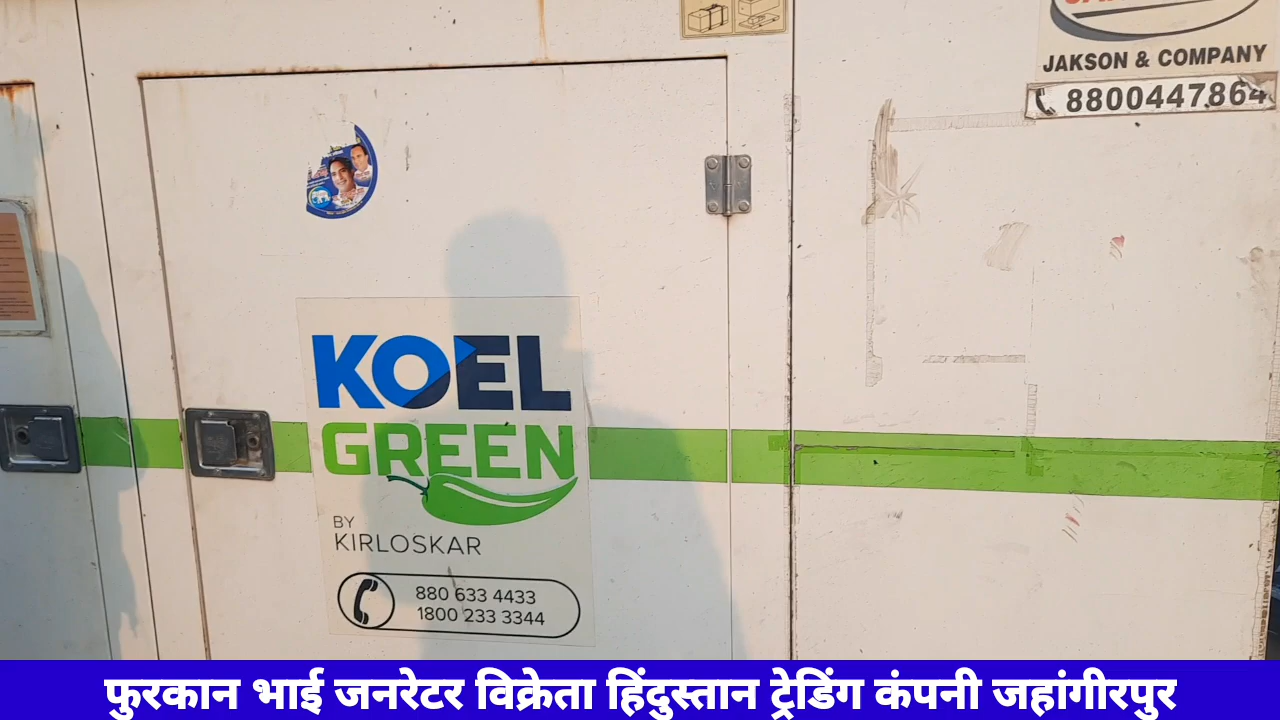 JAKSON & COMPANY
8800447864
KOEL
GREEN
BY
KIRLOSKAR
880 633 4433
1800 233 3344
फुरकान भाई जनरेटर विक्रेता हिंदुस्तान ट्रेडिंग कंपनी जहांगीरपुर